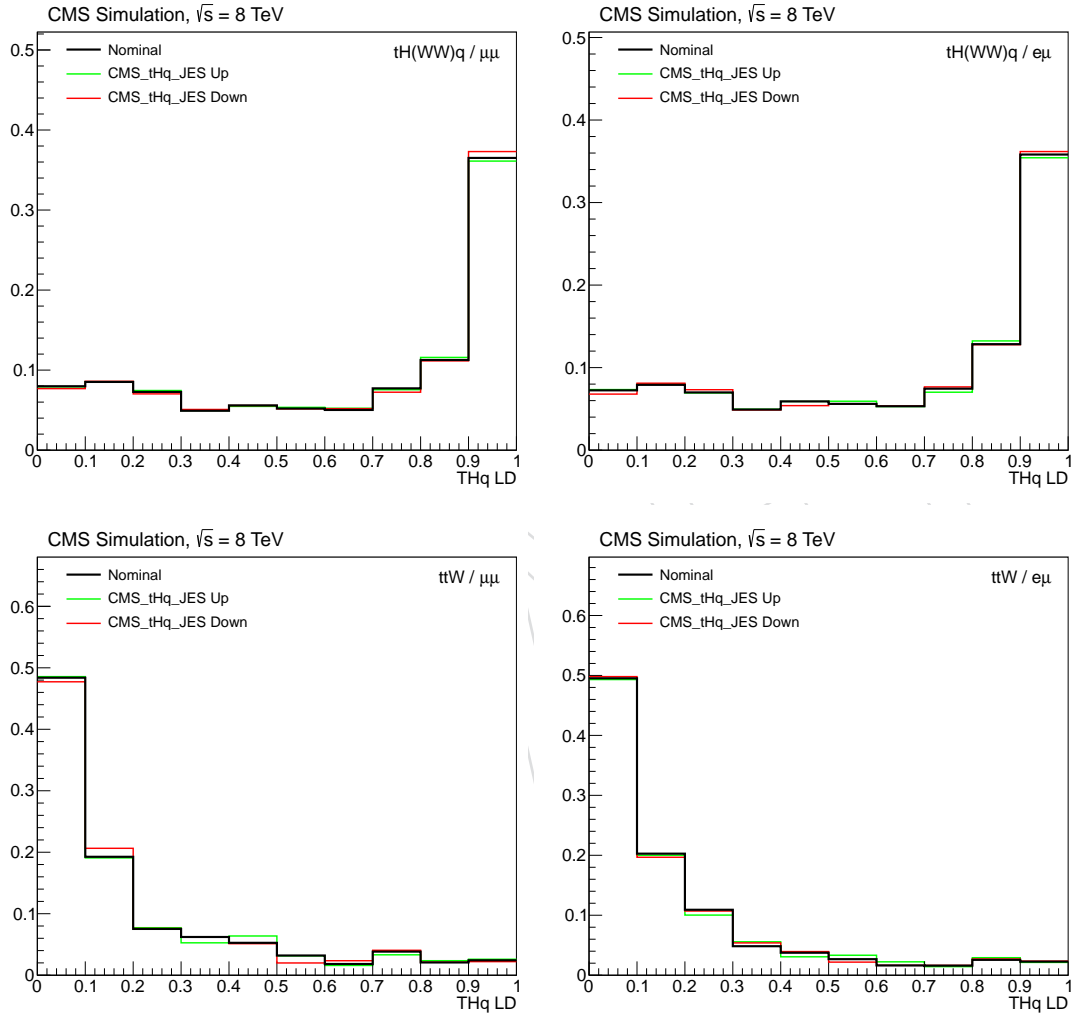 CMS Simulation, √s = 8 TeV
Nominal
CMS_tHq_JES Up
CMS_tHq_JES Down
tH(WW)q / μμ
0.5
0.4
0.3
0.2
0.1
0
0 0.1 0.2 0.3 0.4 0.5 0.6 0.7 0.8 0.9 1
THq LD
CMS Simulation, √s = 8 TeV
Nominal
CMS_tHq_JES Up
CMS_tHq_JES Down
tH(WW)q / eμ
0.5
0.4
0.3
0.2
0.1
0
0 0.1 0.2 0.3 0.4 0.5 0.6 0.7 0.8 0.9 1
THq LD
CMS Simulation, √s = 8 TeV
Nominal
CMS_tHq_JES Up
CMS_tHq_JES Down
ttW / μμ
0.6
0.5
0.4
0.3
0.2
0.1
0
0 0.1 0.2 0.3 0.4 0.5 0.6 0.7 0.8 0.9 1
THq LD
CMS Simulation, √s = 8 TeV
Nominal
CMS_tHq_JES Up
CMS_tHq_JES Down
ttW / eμ
0.6
0.5
0.4
0.3
0.2
0.1
0
0 0.1 0.2 0.3 0.4 0.5 0.6 0.7 0.8 0.9 1
THq LD